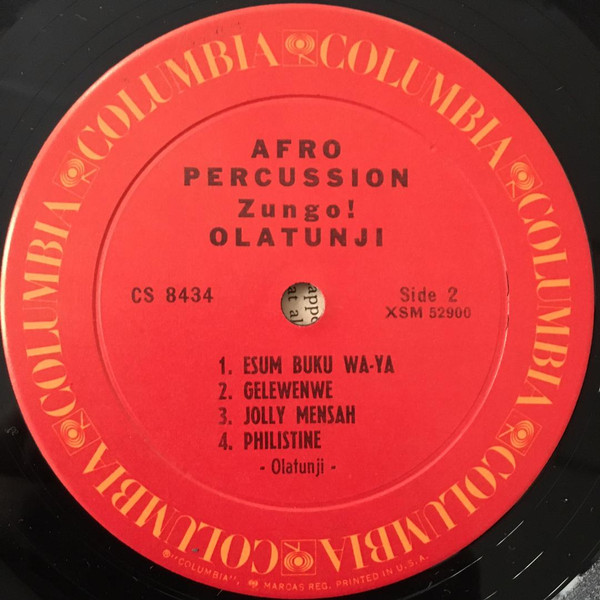 COLUMBIA COLUMBIA COLUMBIA COLUMBIA COLUMBIA COLUMBIA
AFRO
PERCUSSION
Zungo!
OLATUNJI
CS 8434
Side 2
XSM 52900
1. ESUM BUKU WA-YA
2. GELEWENWE
3. JOLLY MENSAH
4. PHILISTINE
- Olatunji -
®"COLUMBIA", MARCAS REG. PRINTED IN U.S.A.